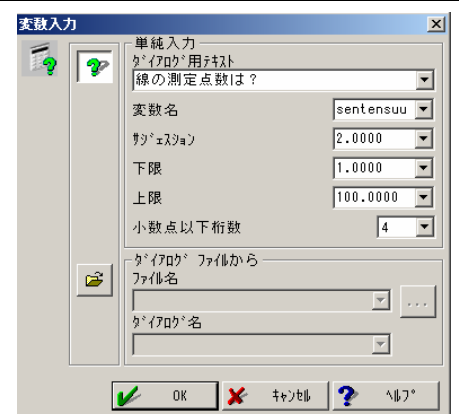 変数入力
単純入力
ﾀﾞｲｱﾛｸﾞ用ﾃｷｽﾄ
線の測定点数は？
変数名 sentensuu
ｻｼﾞｪｽｼｮﾝ 2.0000
下限 1.0000
上限 100.0000
小数点以下桁数 4
ﾀﾞｲｱﾛｸﾞ ﾌｧｲﾙから
ﾌｧｲﾙ名
...
ﾀﾞｲｱﾛｸﾞ名
OK ｷｬﾝｾﾙ ﾍﾙﾌﾟ